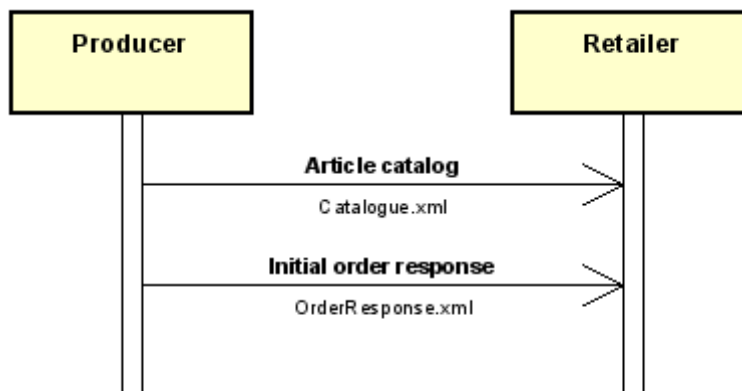 Producer
Retailer
Article catalog
Catalogue.xml
Initial order response
OrderResponse.xml